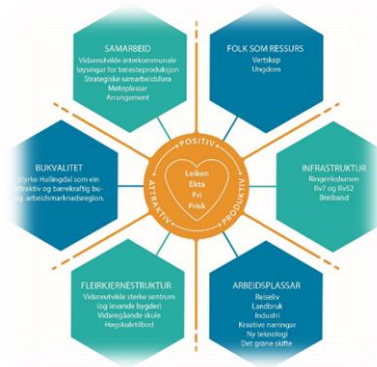 SAMARBEID
Vidareutvikle interkommunale
løysingar for tenesteproduksjon
Strategiske samarbeidsfora
Møteplassar
Arrangement
FOLK SOM RESSURS
Vertskap
Ungdom
BUKVALITET
Styrke Hallingdal som ein
attraktiv og bærekraftig bu-
og arbeidsmarknadsregion.
POSITIV
ATTRAKTIV
PRODUKTIV
Leiken
Ekta
Fri
Frisk
INFRASTRUKTUR
Ringeriksbanen
Rv7 og Rv52
Breiband
FLEIRKJERNESTRUKTUR
Vidareutvikle sterke sentrum
(og levande bygder)
Vidaregåande skule
Høgskuletilbod
ARBEIDSPLASSAR
Reiseliv
Landbruk
Industri
Kreative næringar
Ny teknologi
Det grøne skifte